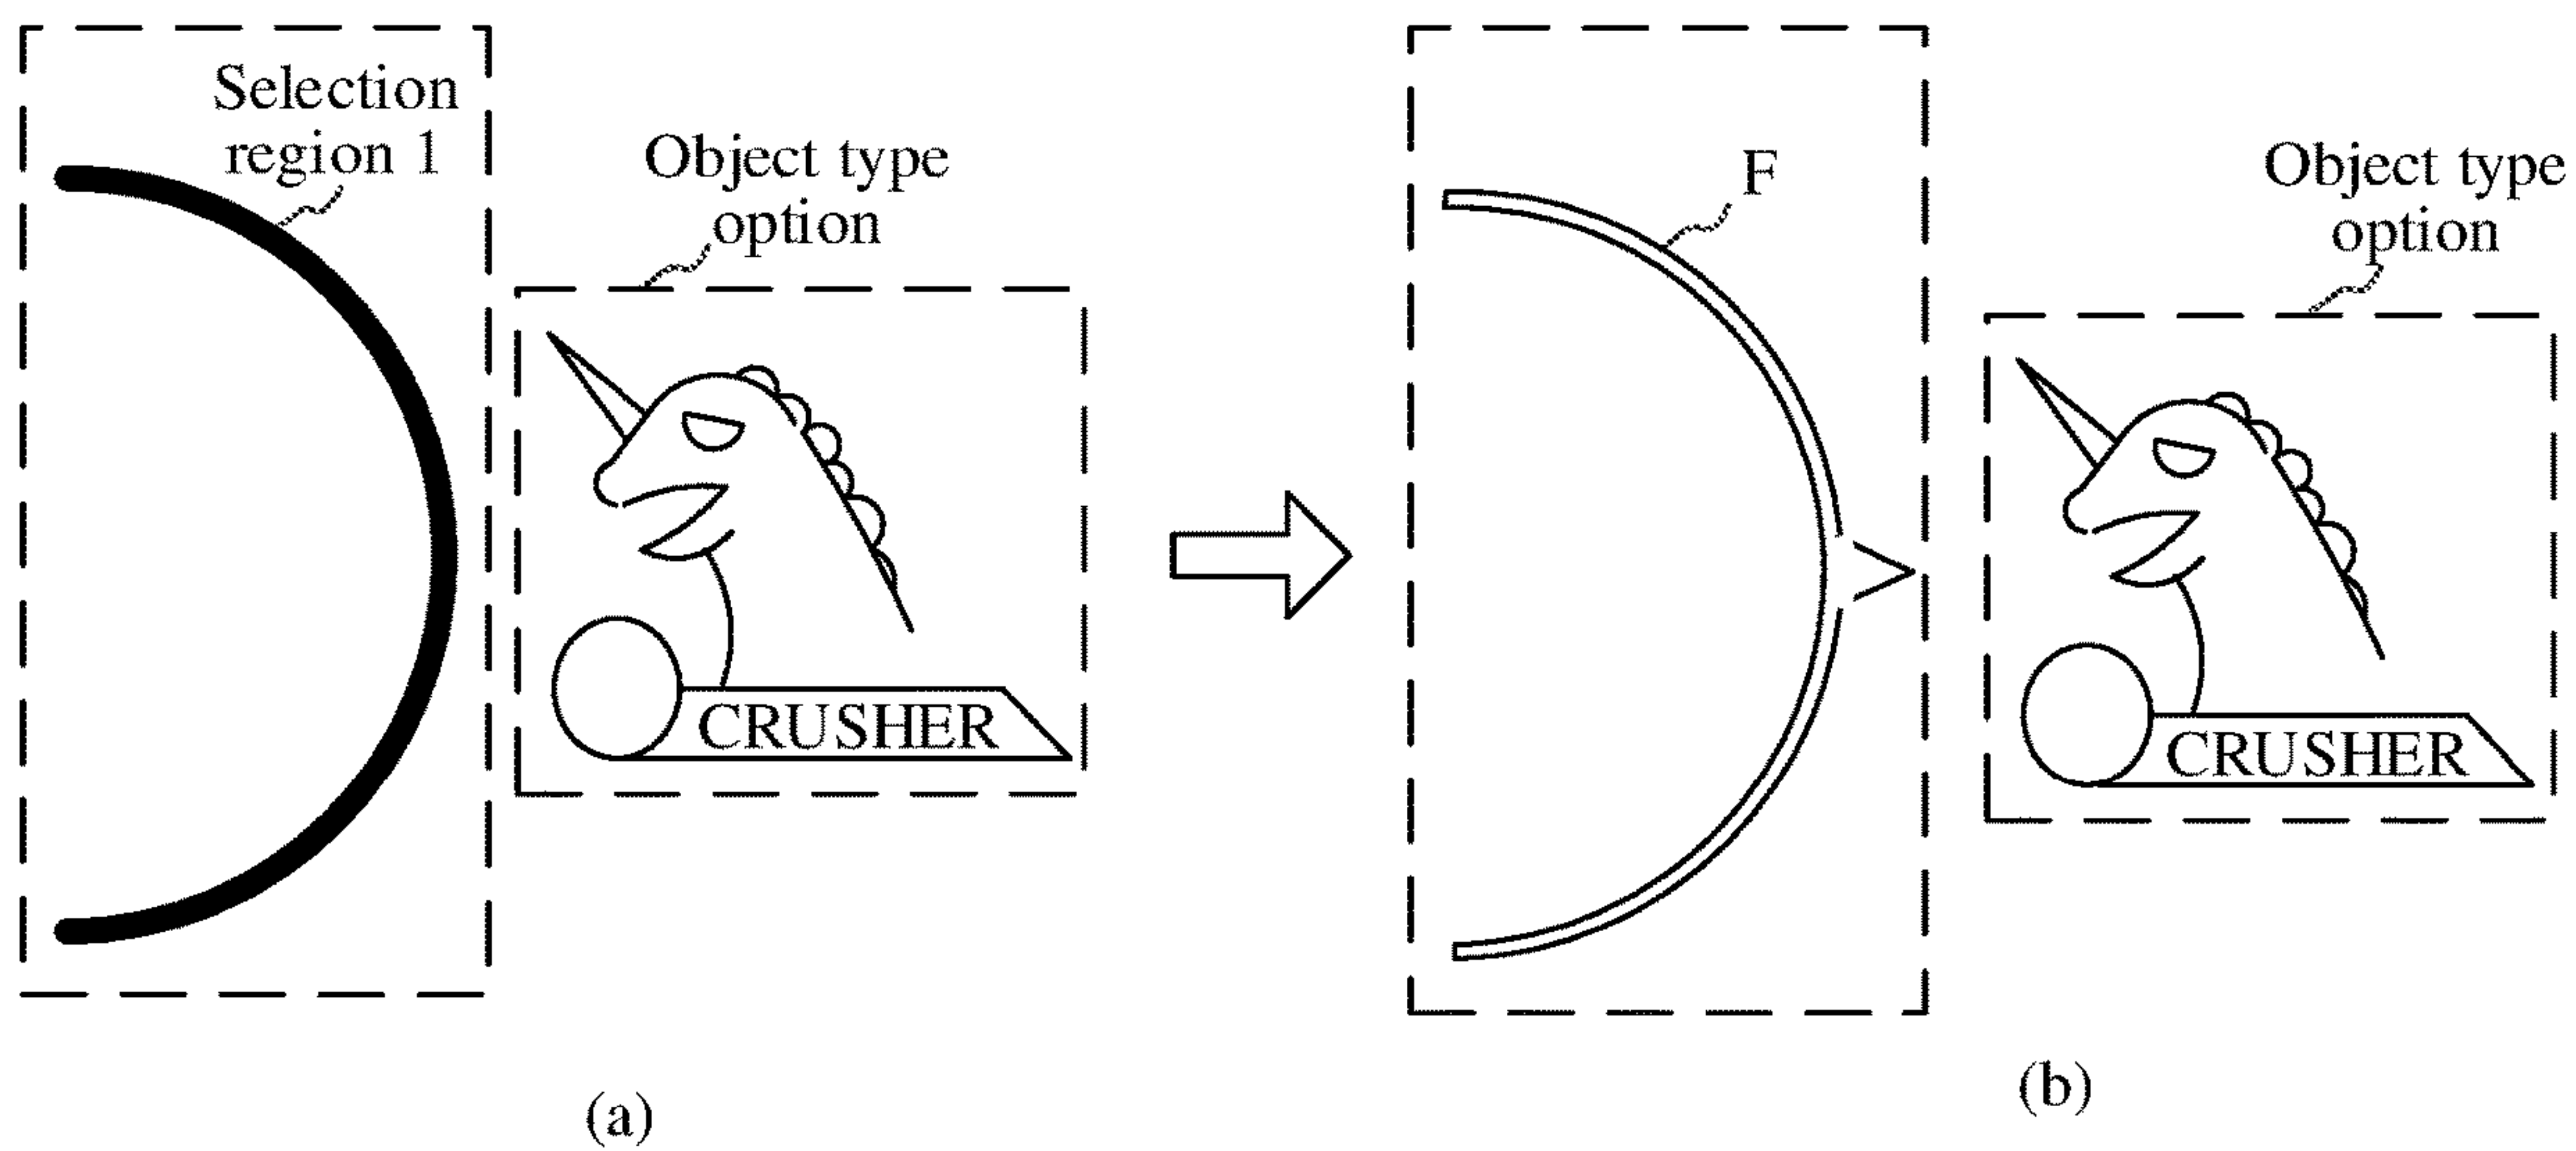 Selection
region 1
Object type
option
CRUSHER
(a)
F
Object type
option
CRUSHER
(b)